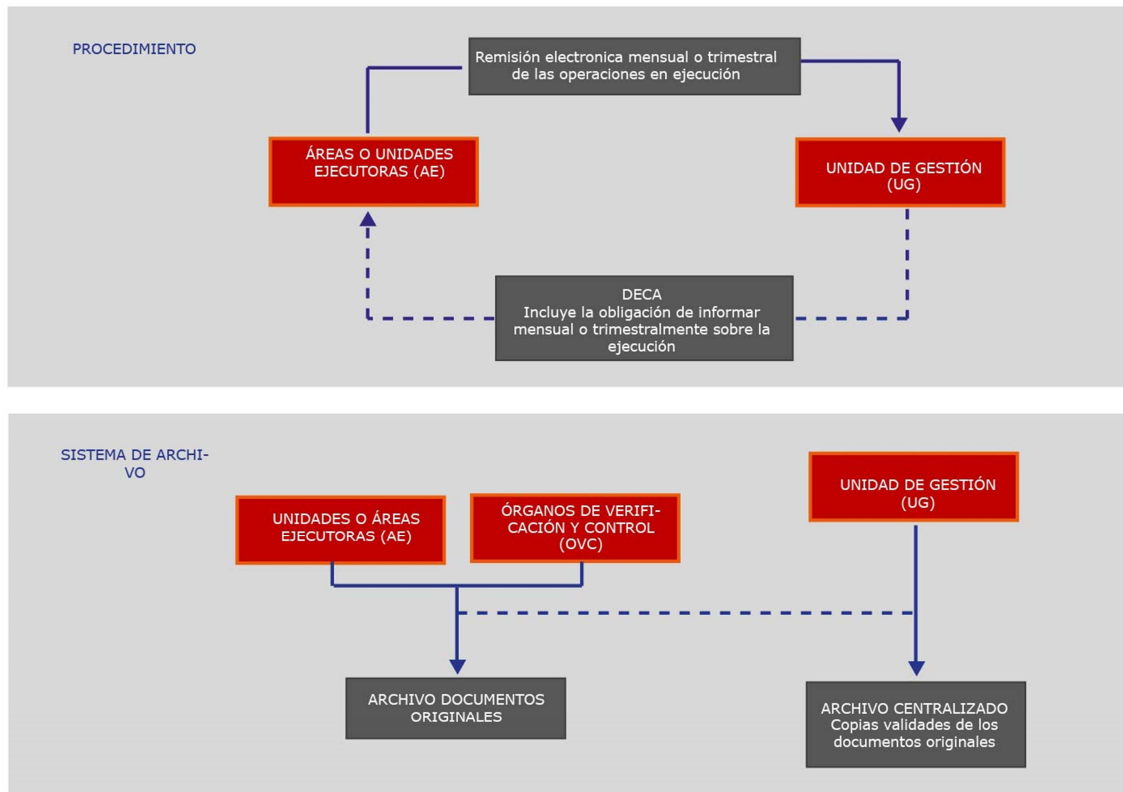 PROCEDIMIENTO
Remisión electronica mensual o trimestral
de las operaciones en ejecución
ÁREAS O UNIDADES
EJECUTORAS (AE)
UNIDAD DE GESTIÓN
(UG)
DECA
Incluye la obligación de informar
mensual o trimestralmente sobre la
ejecución
SISTEMA DE ARCHI-
VO
UNIDADES O ÁREAS
EJECUTORAS (AE)
ÓRGANOS DE VERIFI-
CACIÓN Y CONTROL
(OVC)
UNIDAD DE GESTIÓN
(UG)
ARCHIVO DOCUMENTOS
ORIGINALES
ARCHIVO CENTRALIZADO
Copias validades de los
documentos originales